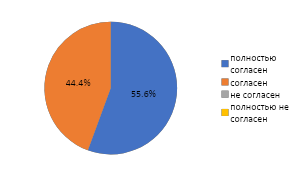 44.4%
55.6%
полностью
согласен
согласен
не согласен
полностью не
согласен